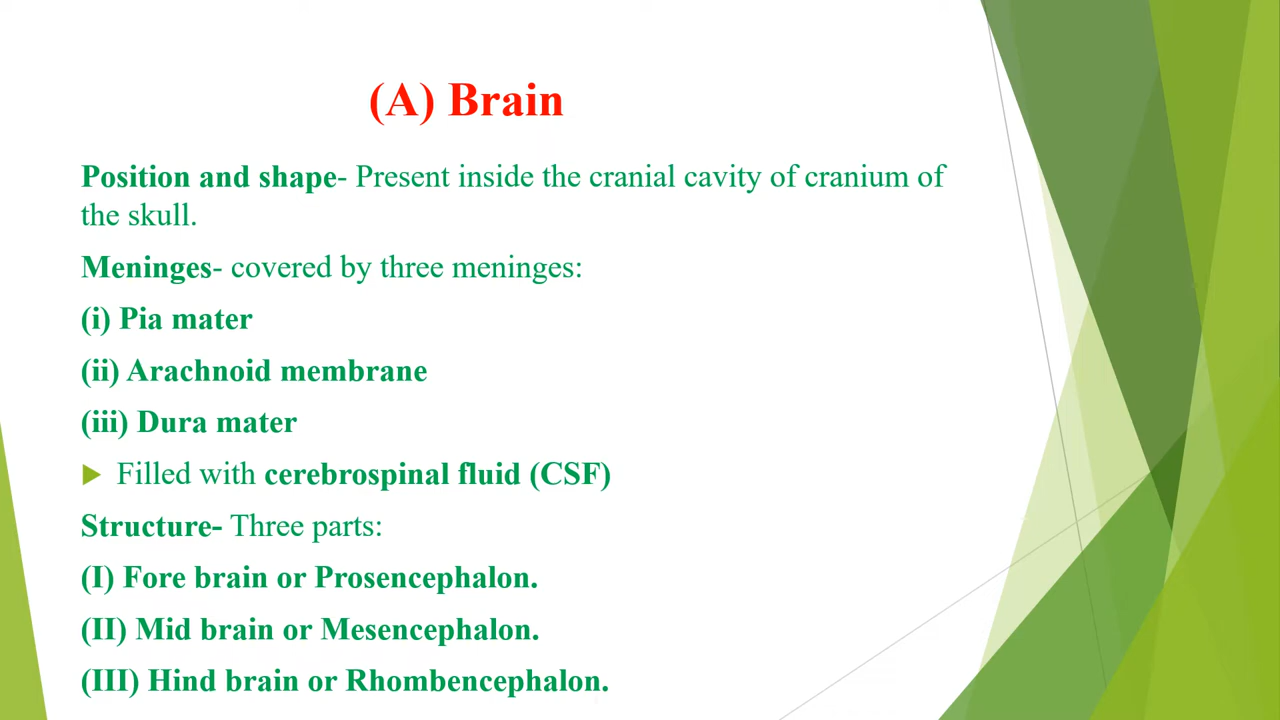 (A) Brain
Position and shape- Present inside the cranial cavity of cranium of
the skull.
Meninges- covered by three meninges:
(i) Pia mater
(ii) Arachnoid membrane
(iii) Dura mater
Filled with cerebrospinal fluid (CSF)
Structure- Three parts:
(I) Fore brain or Prosencephalon.
(II) Mid brain or Mesencephalon.
(III) Hind brain or Rhombencephalon.